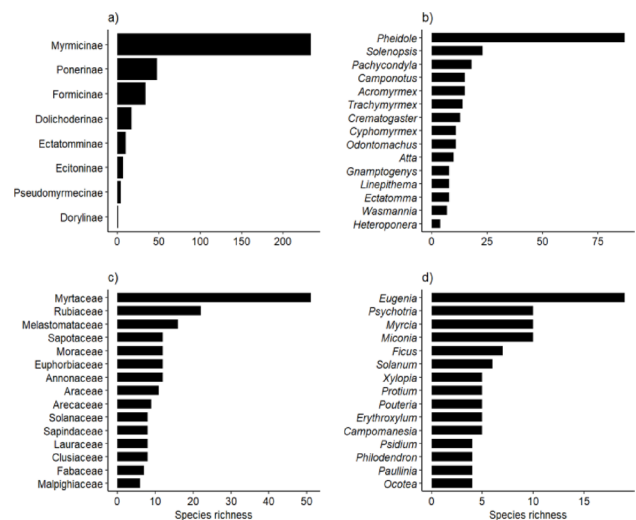 a)
Myrmicinae
Ponerinae
Formicinae
Dolichoderinae
Ectatomminae
Ecitoninae
Pseudomyrmecinae
Dorylinae
0 50 100 150 200
b)
Pheidole
Solenopsis
Pachycondyla
Camponotus
Acromyrmex
Trachymyrmex
Crematogaster
Cyphomyrmex
Odontomachus
Atta
Gnamptogenys
Linepithema
Ectatomma
Wasmannia
Heteroponera
0 25 50 75
c)
Myrtaceae
Rubiaceae
Melastomataceae
Sapotaceae
Moraceae
Euphorbiaceae
Annonaceae
Araceae
Arecaceae
Solanaceae
Sapindaceae
Lauraceae
Clusiaceae
Fabaceae
Malpighiaceae
0 10 20 30 40 50
Species richness
d)
Eugenia
Psychotria
Myrcia
Miconia
Ficus
Solanum
Xylopia
Protium
Pouteria
Erythroxylum
Campomanesia
Psidium
Philodendron
Paullinia
Ocotea
0 5 10 15
Species richness